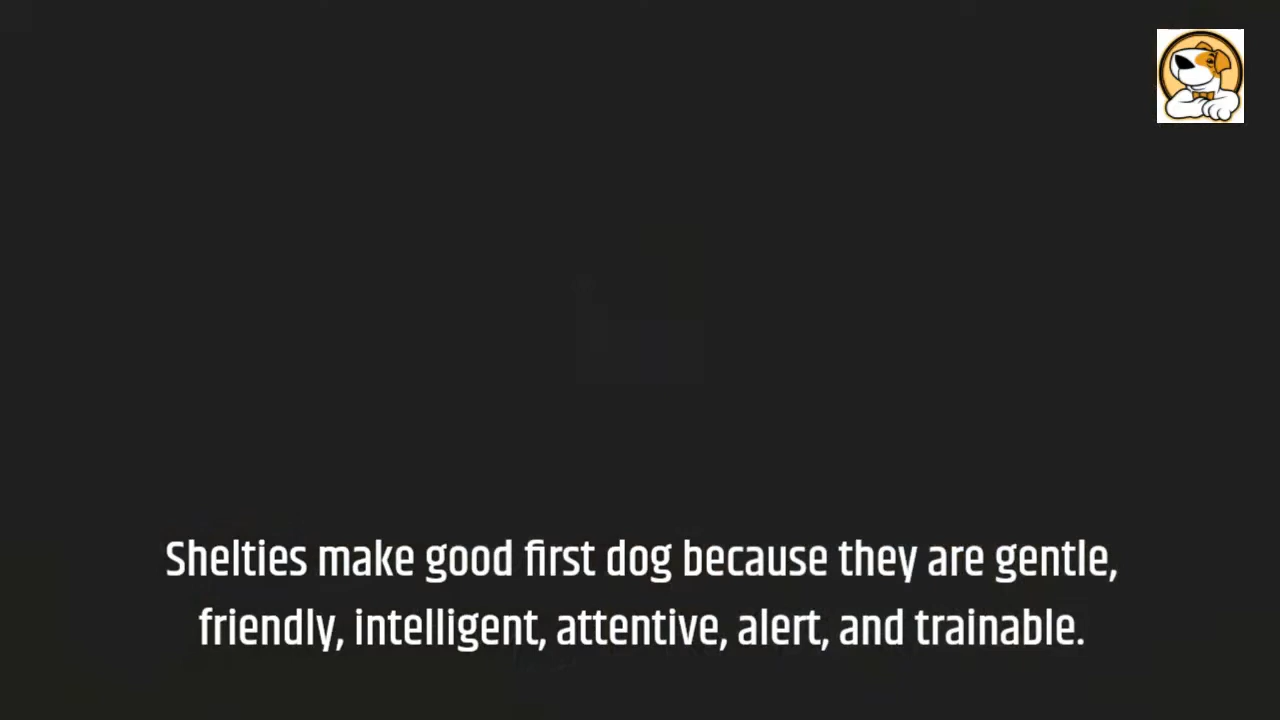 Shelties make good first dog because they are gentle,
friendly, intelligent, attentive, alert, and trainable.